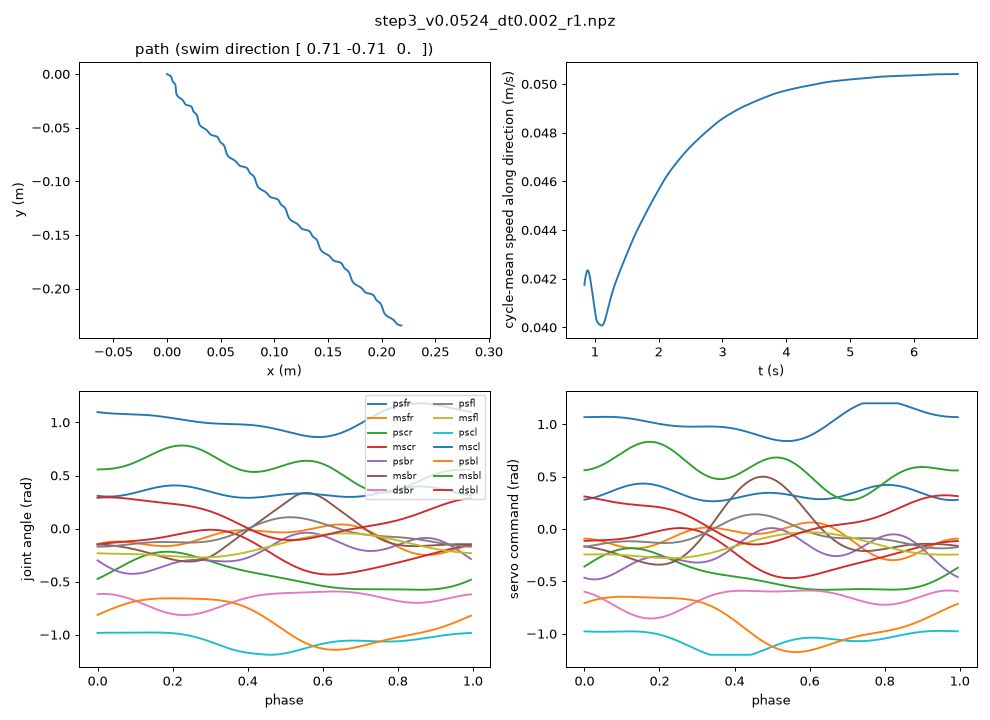 step3_v0.0524_dt0.002_r1.npz
path (swim direction [ 0.71 -0.71  0.  ])
0.00
−0.05
−0.10
−0.15
−0.20
y (m)
−0.05 0.00 0.05 0.10 0.15 0.20 0.25 0.30
x (m)
cycle-mean speed along direction (m/s)
0.050
0.048
0.046
0.044
0.042
0.040
1 2 3 4 5 6
t (s)
joint angle (rad)
1.0
0.5
0.0
−0.5
−1.0
psfr psfl
msfr msfl
pscr pscl
mscr mscl
psbr psbl
msbr msbl
dsbr dsbl
0.0 0.2 0.4 0.6 0.8 1.0
phase
servo command (rad)
1.0
0.5
0.0
−0.5
−1.0
0.0 0.2 0.4 0.6 0.8 1.0
phase